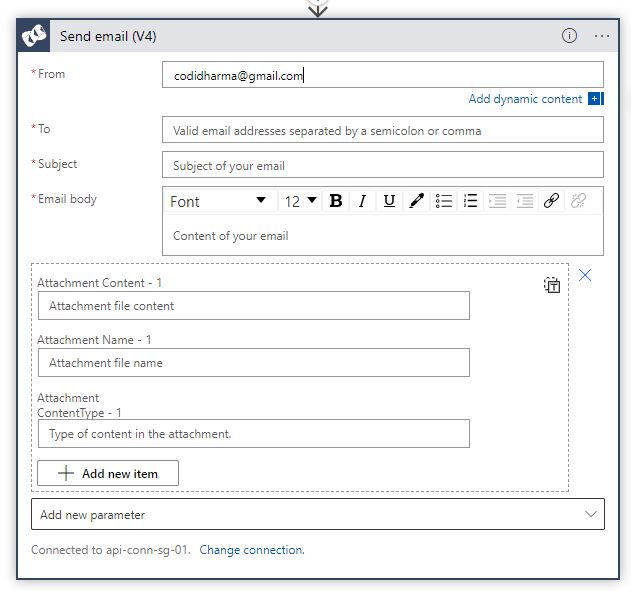 Send email (V4)
* From
codidharma@gmail.com
Add dynamic content
* To
Valid email addresses separated by a semicolon or comma
* Subject
Subject of your email
* Email body
Font 12 B I U
Content of your email
Attachment Content - 1
Attachment file content
Attachment Name - 1
Attachment file name
Attachment
ContentType - 1
Type of content in the attachment.
Add new item
Add new parameter
Connected to api-conn-sg-01. Change connection.